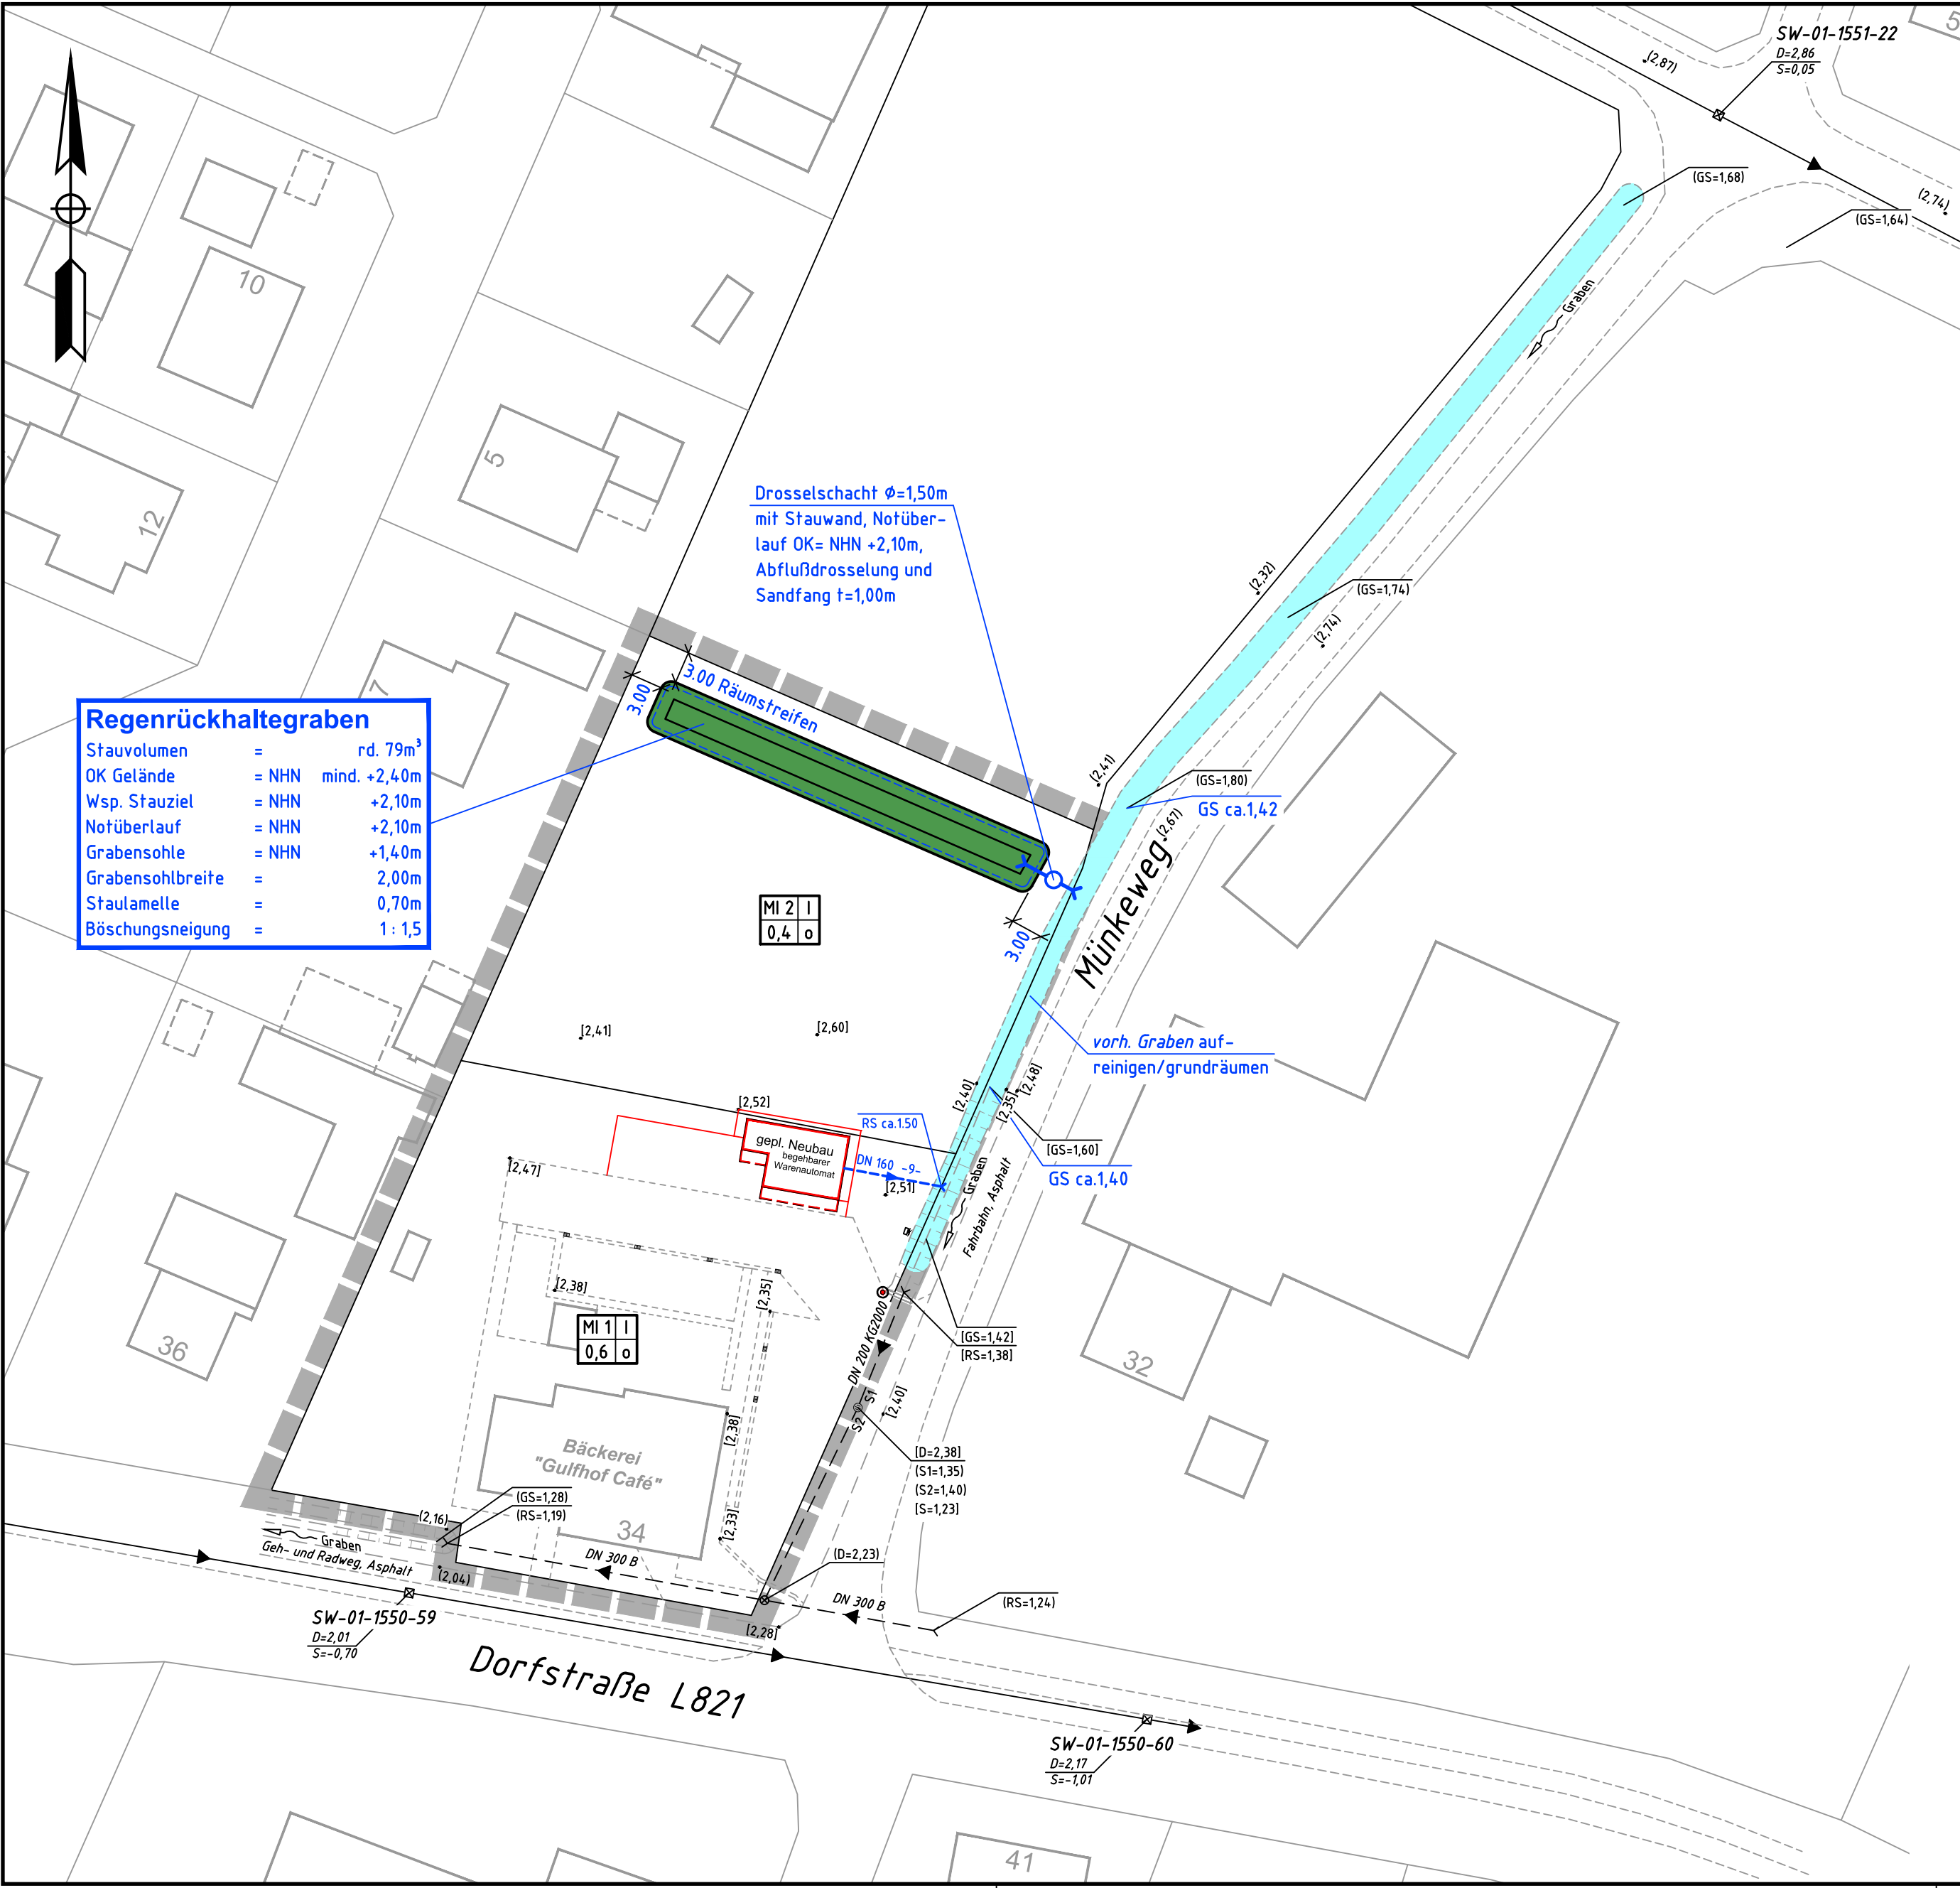 SW-01-1551-22
D=2,86
S=0,05
(2,87)
(GS=1,68)
(2,74)
(GS=1,64)
Graben
10
5
12
7
Drosselschacht Ø=1,50m
mit Stauwand, Notüber-
lauf OK= NHN +2,10m,
Abflußdrosselung und
Sandfang t=1,00m
(2,32)
(GS=1,74)
(2,74)
3.00 Räumstreifen
3.00
Regenrückhaltegraben
Stauvolumen = rd. 79m³
OK Gelände = NHN mind. +2,40m
Wsp. Stauziel = NHN +2,10m
Notüberlauf = NHN +2,10m
Grabensohle = NHN +1,40m
Grabensohlbreite = 2,00m
Staulamelle = 0,70m
Böschungsneigung = 1 : 1,5
(2,41)
(GS=1,80)
GS ca.1,42
(2,67)
Münkeweg
MI 2 I
0,4 o
3.00
[2,41]
[2,60]
vorh. Graben auf-
reinigen/grundräumen
[2,40]
[2,48]
[2,35]
[2,52]
RS ca.1.50
gepl. Neubau
begehbarer
Warenautomat
DN 160 -9-
[GS=1,60]
GS ca.1,40
[2,47]
[2,51]
Graben
Fahrbahn, Asphalt
[2,38]
[2,35]
MI 1 I
0,6 o
DN 200 KG2000
[GS=1,42]
[RS=1,38]
36
32
S1
S2
[2,40]
[2,38]
[D=2,38]
(S1=1,35)
(S2=1,40)
[S=1,23]
Bäckerei
"Gulfhof Café"
34
(GS=1,28)
(RS=1,19)
(2,16)
[2,33]
Graben
Geh- und Radweg, Asphalt
DN 300 B
(D=2,23)
(2,04)
DN 300 B
(RS=1,24)
SW-01-1550-59
D=2,01
S=-0,70
[2,28]
Dorfstraße L821
SW-01-1550-60
D=2,17
S=-1,01
41